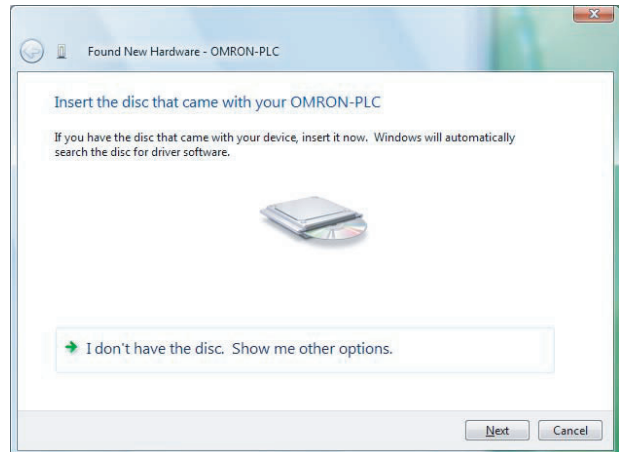 Found New Hardware - OMRON-PLC
Insert the disc that came with your OMRON-PLC
If you have the disc that came with your device, insert it now. Windows will automatically
search the disc for driver software.
I don't have the disc. Show me other options.
Next Cancel